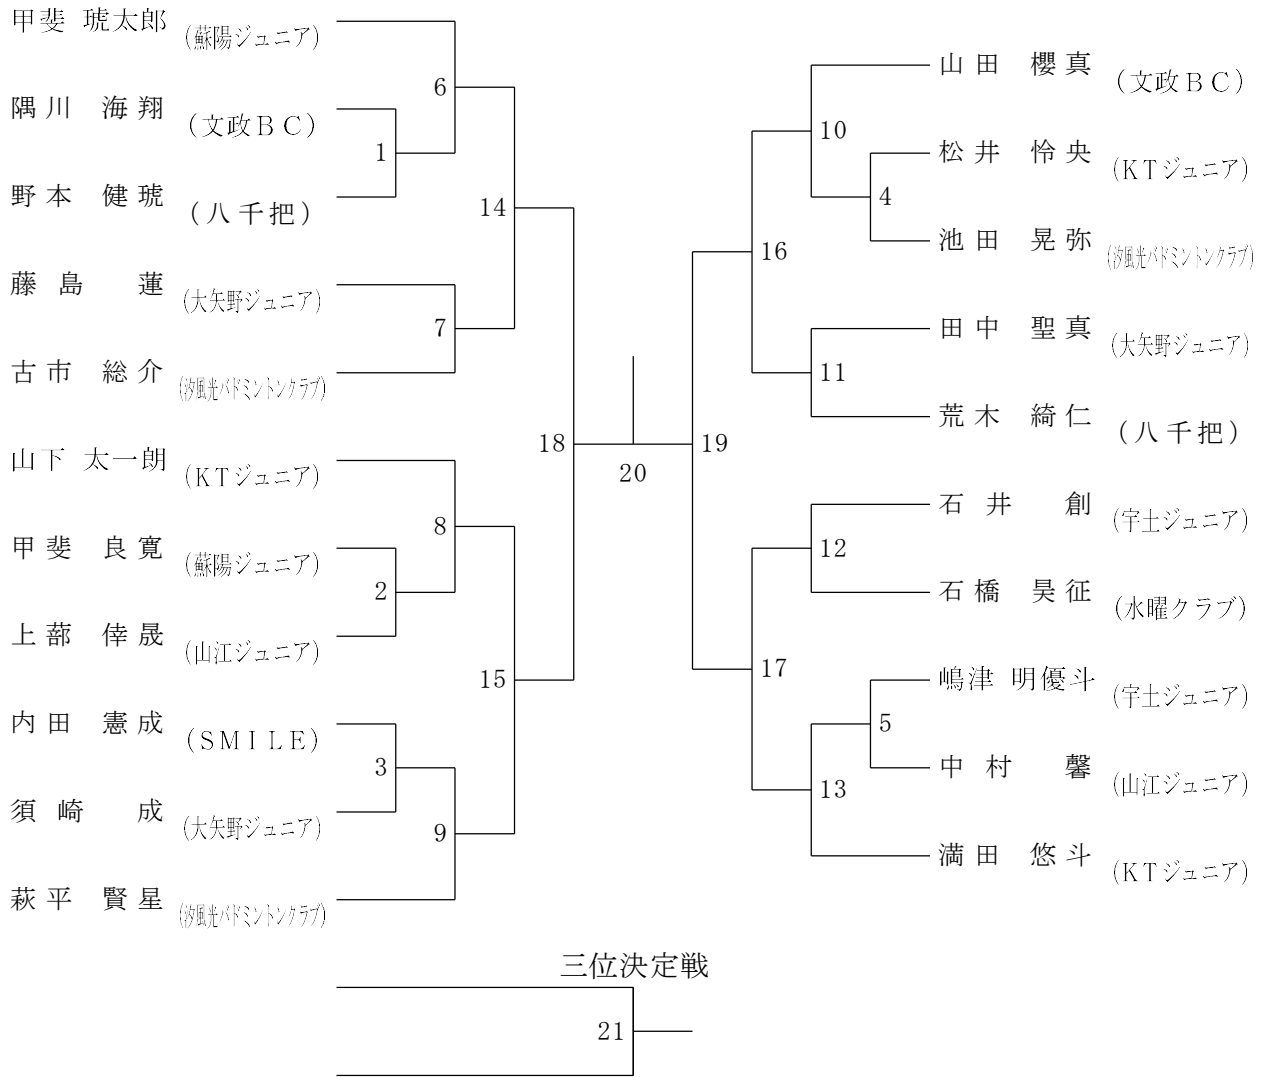 甲斐 琥太郎 (蘇陽ジュニア)
隅川 海翔 (文政ＢＣ)
野本 健琥 (八千把)
藤島 蓮 (大矢野ジュニア)
古市 総介 (汐風光バドミントンクラブ)
山下 太一朗 (KTジュニア)
甲斐 良寛 (蘇陽ジュニア)
上蔀 倖晟 (山江ジュニア)
内田 憲成 (ＳＭＩＬＥ)
須崎 成 (大矢野ジュニア)
萩平 賢星 (汐風光バドミントンクラブ)
1
2
3
6
7
8
9
14
15
18
20
19
16
17
10
11
12
13
4
5
山田 櫻真 (文政ＢＣ)
松井 怜央 (KTジュニア)
池田 晃弥 (汐風光バドミントンクラブ)
田中 聖真 (大矢野ジュニア)
荒木 綺仁 (八千把)
石井 創 (宇土ジュニア)
石橋 昊征 (水曜クラブ)
嶋津 明優斗 (宇土ジュニア)
中村 馨 (山江ジュニア)
満田 悠斗 (KTジュニア)
三位決定戦
21